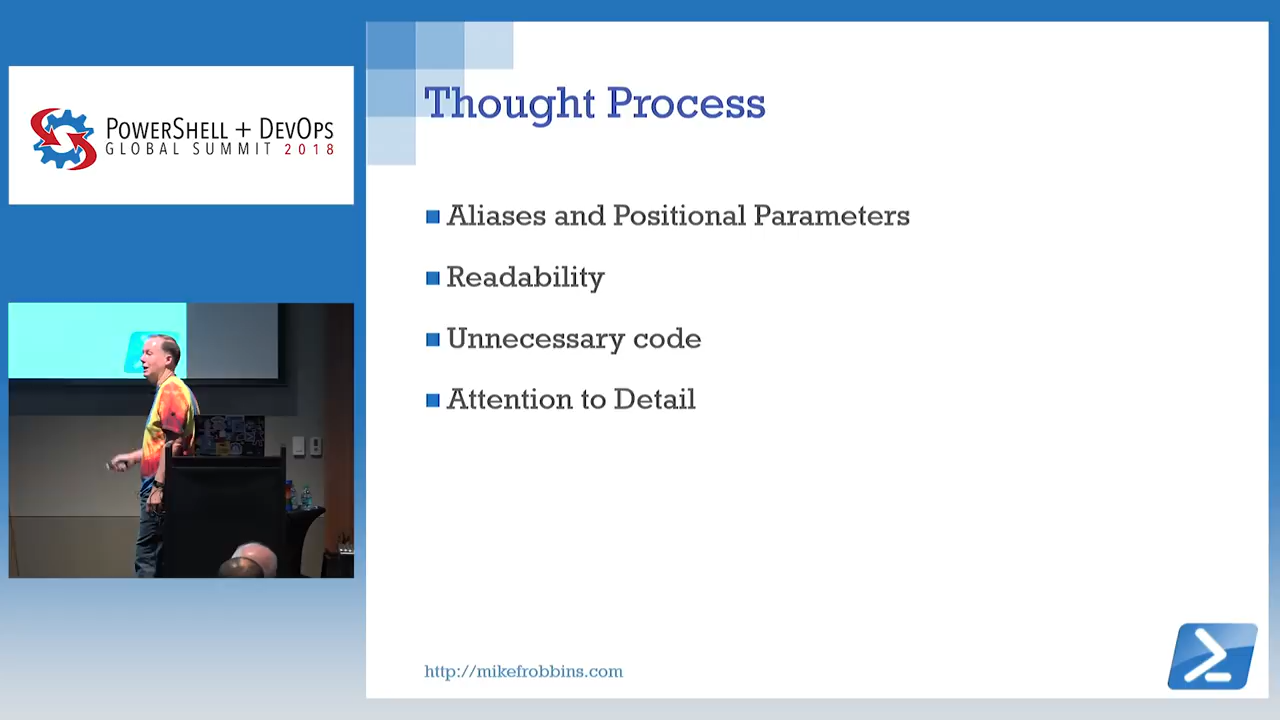 POWERSHELL + DEVOPS
GLOBAL SUMMIT 2018
Thought Process
Aliases and Positional Parameters
Readability
Unnecessary code
Attention to Detail
http://mikefrobbins.com